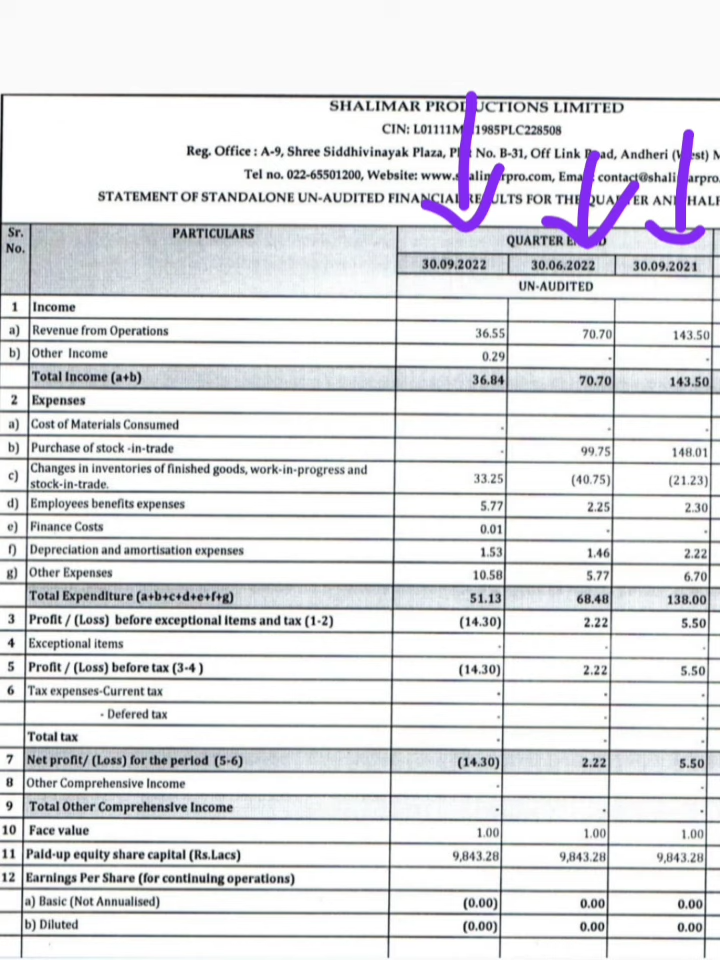 SHALIMAR PRODUCTIONS LIMITED
CIN: L01111M 1985PLC228508
Reg. Office : A-9, Shree Siddhivinayak Plaza, No. B-31, Off Link Road, Andheri (West)
Tel no. 022-65501200, Website: www.shalimarpro.com, Email: contact@shalimarpro
STATEMENT OF STANDALONE UN-AUDITED FINANCIAL RESULTS FOR THE QUARTER AND HALF
Sr. No. PARTICULARS QUARTER ENDED
30.09.2022 30.06.2022 30.09.2021
UN-AUDITED
1 Income
a) Revenue from Operations 36.55 70.70 143.50
b) Other Income 0.29 - -
Total Income (a+b) 36.84 70.70 143.50
2 Expenses
a) Cost of Materials Consumed - - -
b) Purchase of stock -in-trade - 99.75 148.01
c) Changes in inventories of finished goods, work-in-progress and
stock-in-trade. 33.25 (40.75) (21.23)
d) Employees benefits expenses 5.77 2.25 2.30
e) Finance Costs 0.01 - -
f) Depreciation and amortisation expenses 1.53 1.46 2.22
g) Other Expenses 10.58 5.77 6.70
Total Expenditure (a+b+c+d+e+f+g) 51.13 68.48 138.00
3 Profit / (Loss) before exceptional items and tax (1-2) (14.30) 2.22 5.50
4 Exceptional items - - -
5 Profit / (Loss) before tax (3-4 ) (14.30) 2.22 5.50
6 Tax expenses-Current tax - - -
- Defered tax - - -
Total tax - - -
7 Net profit/ (Loss) for the period (5-6) (14.30) 2.22 5.50
8 Other Comprehensive Income - - -
9 Total Other Comprehensive Income - - -
10 Face value 1.00 1.00 1.00
11 Paid-up equity share capital (Rs.Lacs) 9,843.28 9,843.28 9,843.28
12 Earnings Per Share (for continuing operations)
a) Basic (Not Annualised) (0.00) 0.00 0.00
b) Diluted (0.00) 0.00 0.00